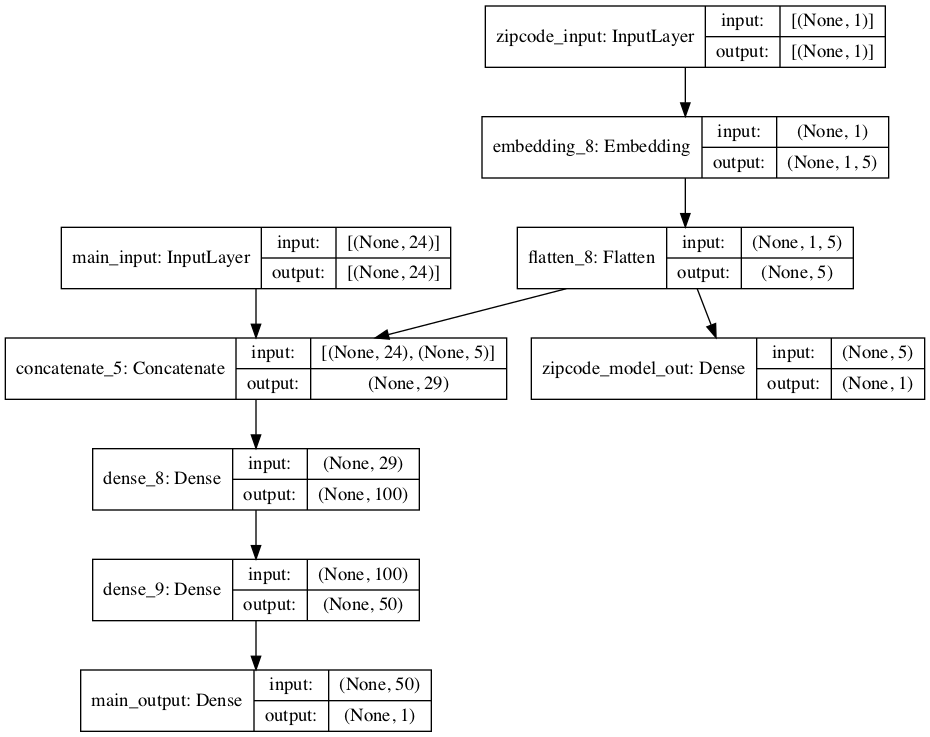 zipcode_input: InputLayer
input: [(None, 1)]
output: [(None, 1)]
embedding_8: Embedding
input: (None, 1)
output: (None, 1, 5)
main_input: InputLayer
input: [(None, 24)]
output: [(None, 24)]
flatten_8: Flatten
input: (None, 1, 5)
output: (None, 5)
concatenate_5: Concatenate
input: [(None, 24), (None, 5)]
output: (None, 29)
zipcode_model_out: Dense
input: (None, 5)
output: (None, 1)
dense_8: Dense
input: (None, 29)
output: (None, 100)
dense_9: Dense
input: (None, 100)
output: (None, 50)
main_output: Dense
input: (None, 50)
output: (None, 1)